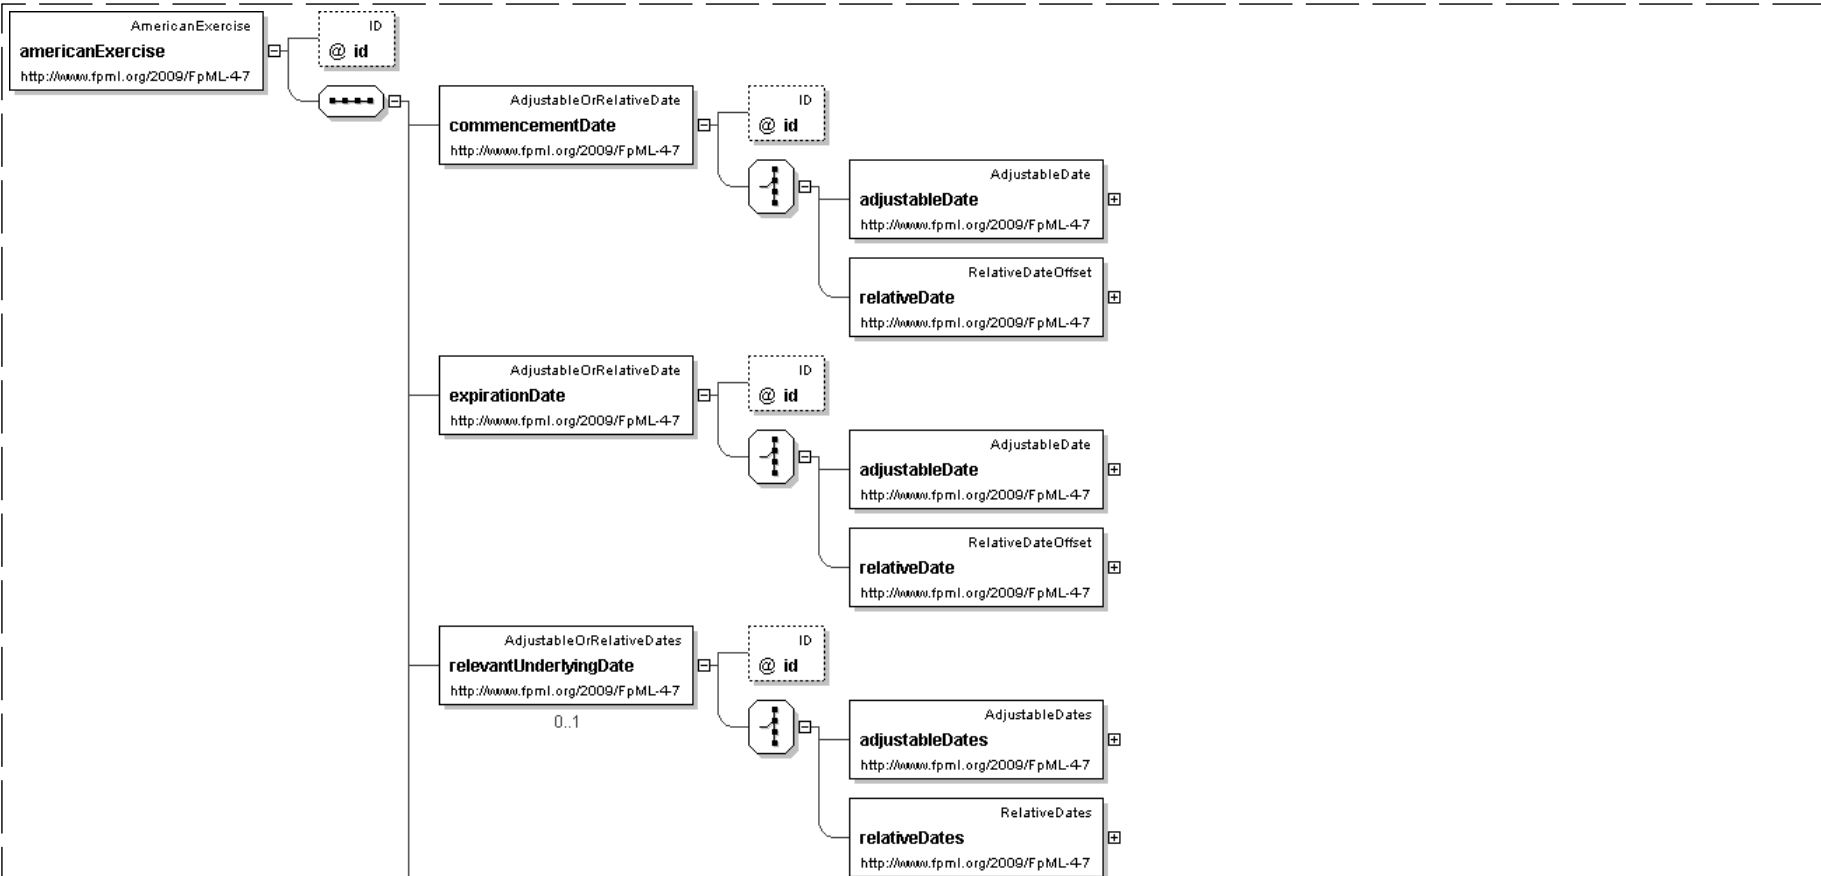 AmericanExercise
americanExercise
http://www.fpml.org/2009/FpML-4-7
ID
@ id
AdjustableOrRelativeDate
commencementDate
http://www.fpml.org/2009/FpML-4-7
ID
@ id
AdjustableDate
adjustableDate
http://www.fpml.org/2009/FpML-4-7
RelativeDateOffset
relativeDate
http://www.fpml.org/2009/FpML-4-7
AdjustableOrRelativeDate
expirationDate
http://www.fpml.org/2009/FpML-4-7
ID
@ id
AdjustableDate
adjustableDate
http://www.fpml.org/2009/FpML-4-7
RelativeDateOffset
relativeDate
http://www.fpml.org/2009/FpML-4-7
AdjustableOrRelativeDates
relevantUnderlyingDate
http://www.fpml.org/2009/FpML-4-7
0..1
ID
@ id
AdjustableDates
adjustableDates
http://www.fpml.org/2009/FpML-4-7
RelativeDates
relativeDates
http://www.fpml.org/2009/FpML-4-7